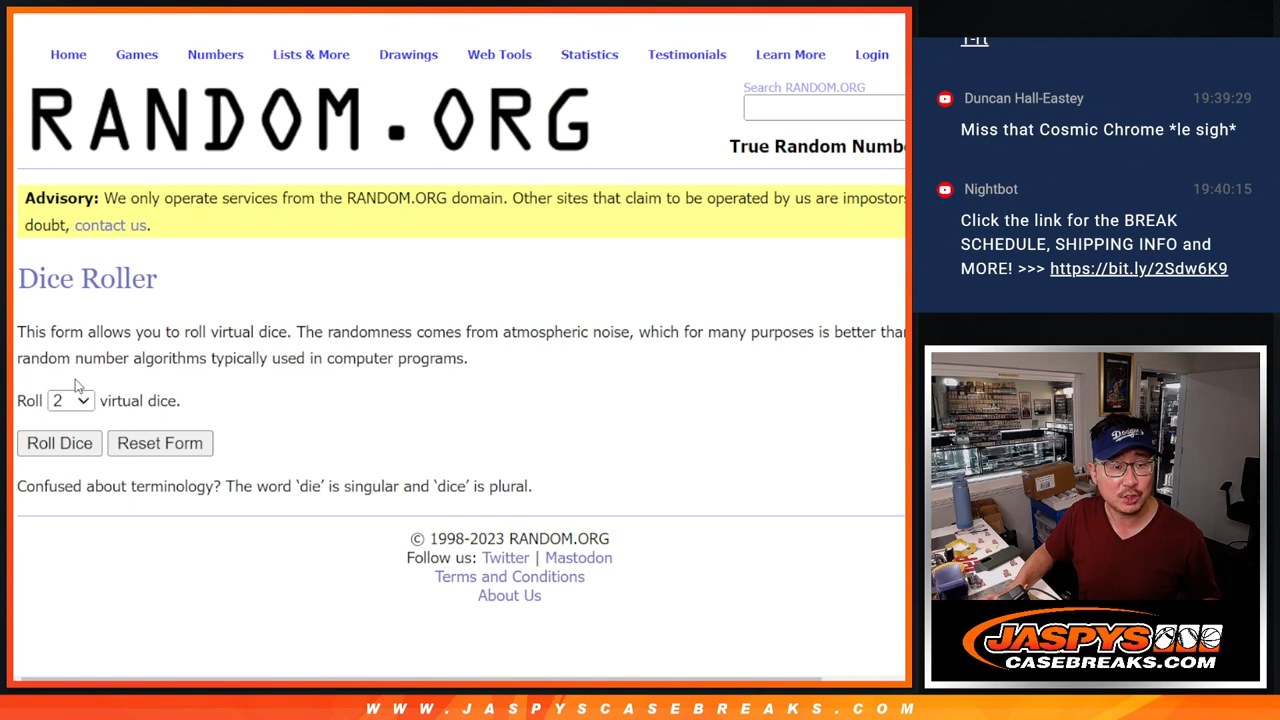 Home Games Numbers Lists & More Drawings Web Tools Statistics Testimonials Learn More Login
RANDOM.ORG
Search RANDOM.ORG
True Random Numb
Advisory: We only operate services from the RANDOM.ORG domain. Other sites that claim to be operated by us are impostors
doubt, contact us.
Dice Roller
This form allows you to roll virtual dice. The randomness comes from atmospheric noise, which for many purposes is better than
random number algorithms typically used in computer programs.
Roll 2 virtual dice.
Roll Dice Reset Form
Confused about terminology? The word ‘die’ is singular and ‘dice’ is plural.
© 1998-2023 RANDOM.ORG
Follow us: Twitter | Mastodon
Terms and Conditions
About Us
Duncan Hall-Eastey 19:39:29
Miss that Cosmic Chrome *le sigh*
Nightbot 19:40:15
Click the link for the BREAK
SCHEDULE, SHIPPING INFO and
MORE! >>> https://bit.ly/2Sdw6K9
Dodgers
JASPYS
CASEBREAKS.COM
WWW.JASPYSCASEBREAKS.COM